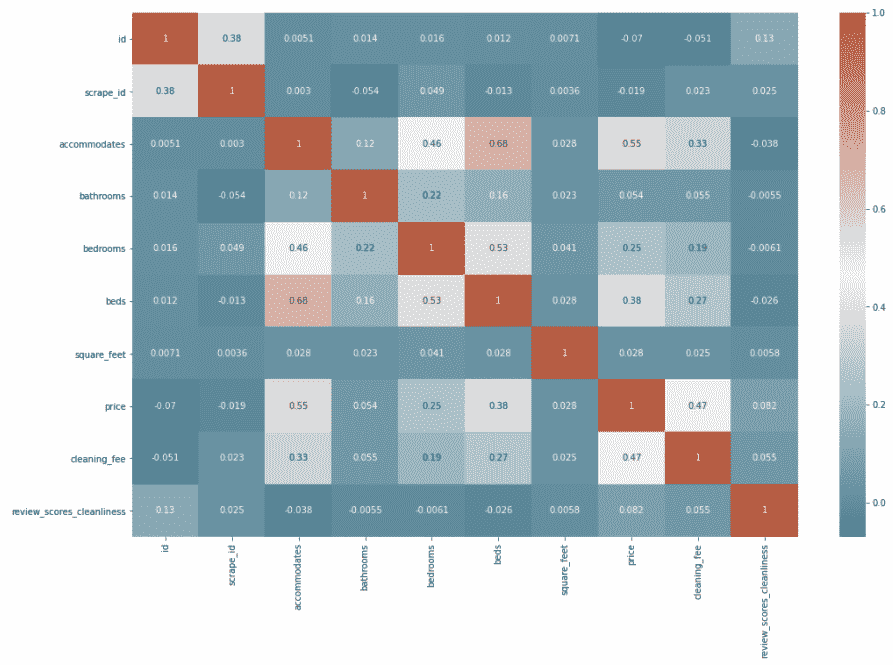 id 1 0.38 0.0051 0.014 0.016 0.012 0.0071 -0.07 -0.051 0.13
scrape_id 0.38 1 0.003 -0.054 0.049 -0.013 0.0036 -0.019 0.023 0.025
accommodates 0.0051 0.003 1 0.12 0.46 0.68 0.028 0.55 0.33 -0.038
bathrooms 0.014 -0.054 0.12 1 0.22 0.16 0.023 0.054 0.055 -0.0055
bedrooms 0.016 0.049 0.46 0.22 1 0.53 0.041 0.25 0.19 -0.0061
beds 0.012 -0.013 0.68 0.16 0.53 1 0.028 0.38 0.27 -0.026
square_feet 0.0071 0.0036 0.028 0.023 0.041 0.028 1 0.028 0.025 0.0058
price -0.07 -0.019 0.55 0.054 0.25 0.38 0.028 1 0.47 0.082
cleaning_fee -0.051 0.023 0.33 0.055 0.19 0.27 0.025 0.47 1 0.055
review_scores_cleanliness 0.13 0.025 -0.038 -0.0055 -0.0061 -0.026 0.0058 0.082 0.055 1
id scrape_id accommodates bathrooms bedrooms beds square_feet price cleaning_fee review_scores_cleanliness
1.0
0.8
0.6
0.4
0.2
0.0